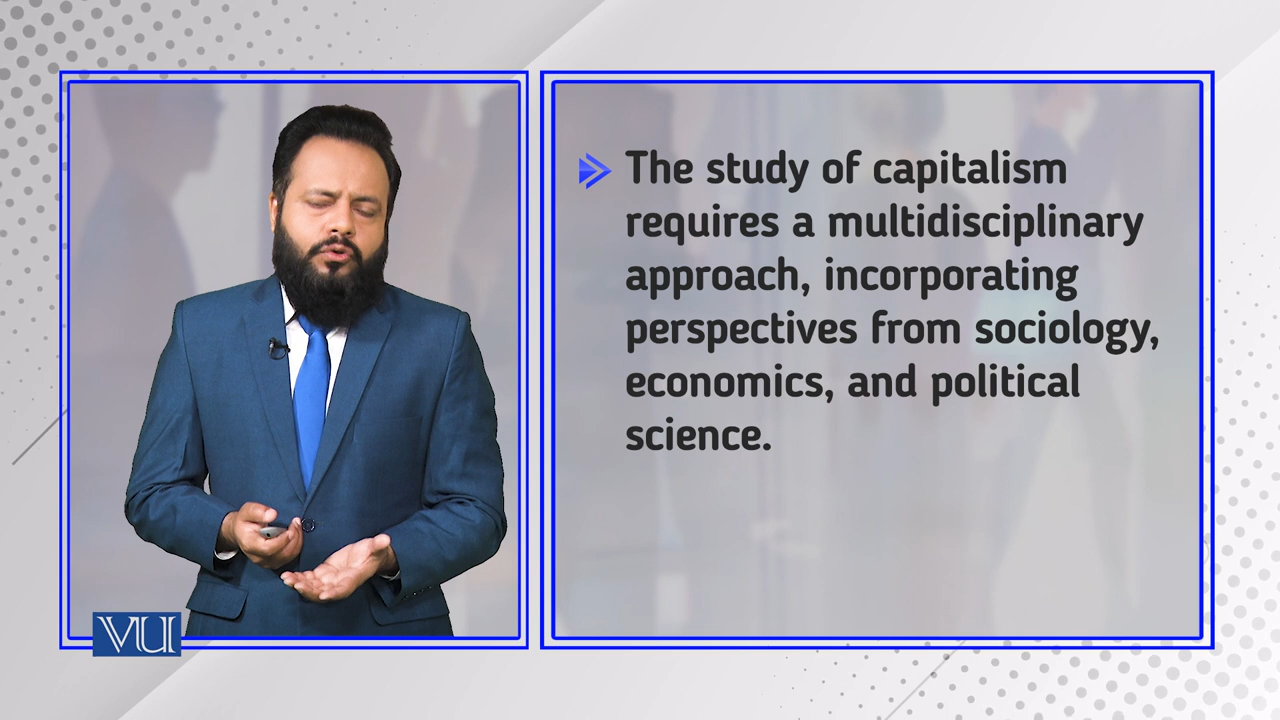 The study of capitalism
requires a multidisciplinary
approach, incorporating
perspectives from sociology,
economics, and political
science.
VU